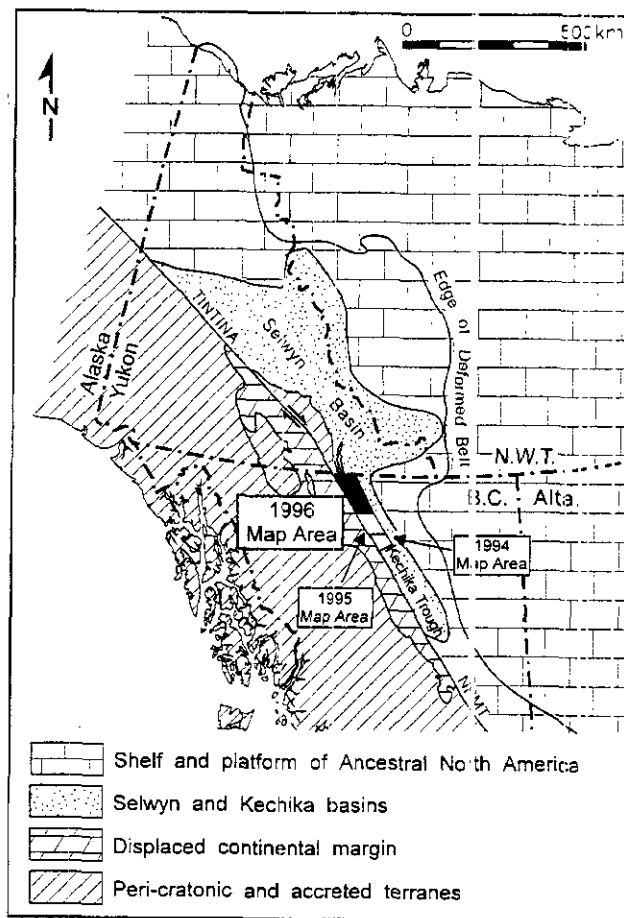 0 500km
N
Alaska
Yukon
TINTINA
Selwyn
Basin
Edge of Deformed Belt
N.W.T.
B.C. Alta
1996
Map Area
1994
Map Area
1995
Map Area
Kechika Trough
Shelf and platform of Ancestral North America
Selwyn and Kechika basins
Displaced continental margin
Peri-cratonic and accreted terranes